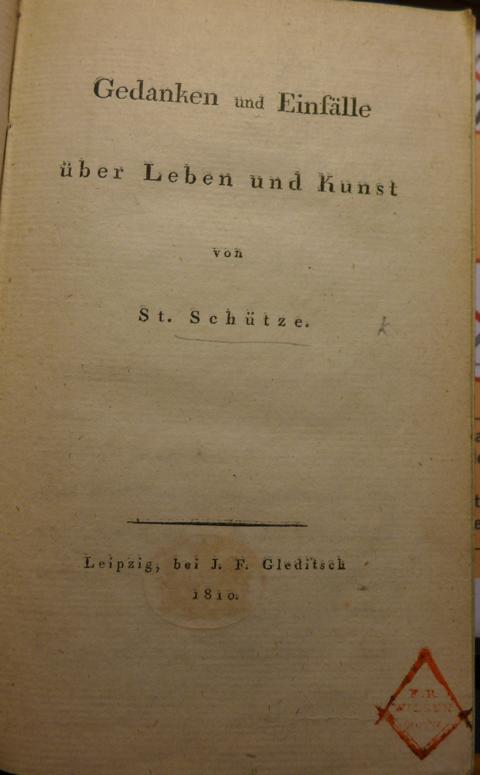 Gedanken und Einfälle
über Leben und Kunst
von
St. Schütze.
k
Leipzig, bei J. F. Gleditsch
1810.